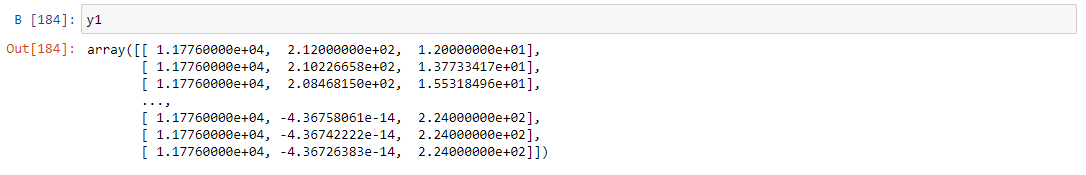 В [184]: y1
Out[184]: array([[ 1.17760000e+04,  2.12000000e+02,  1.20000000e+01],
[ 1.17760000e+04,  2.10226658e+02,  1.37733417e+01],
[ 1.17760000e+04,  2.08468150e+02,  1.55318496e+01],
...,
[ 1.17760000e+04, -4.36758061e-14,  2.24000000e+02],
[ 1.17760000e+04, -4.36742222e-14,  2.24000000e+02],
[ 1.17760000e+04, -4.36726383e-14,  2.24000000e+02]])